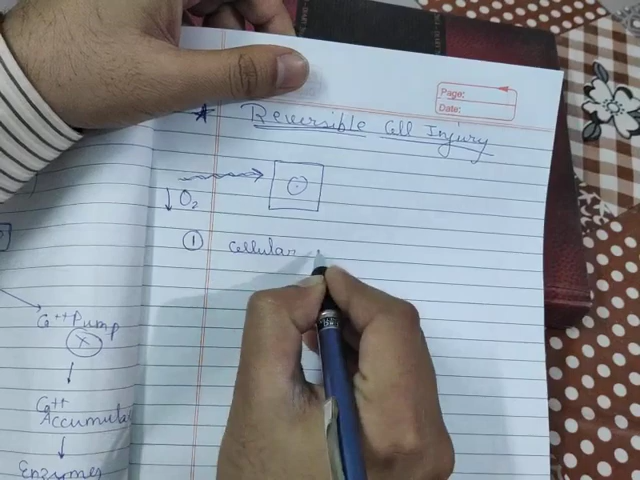 Page:
Date:
Reversible Cell Injury
↓ O₂
① Cellular
Ca++ Pump
X
↓
Ca++
Accumulat
↓
Enzymes